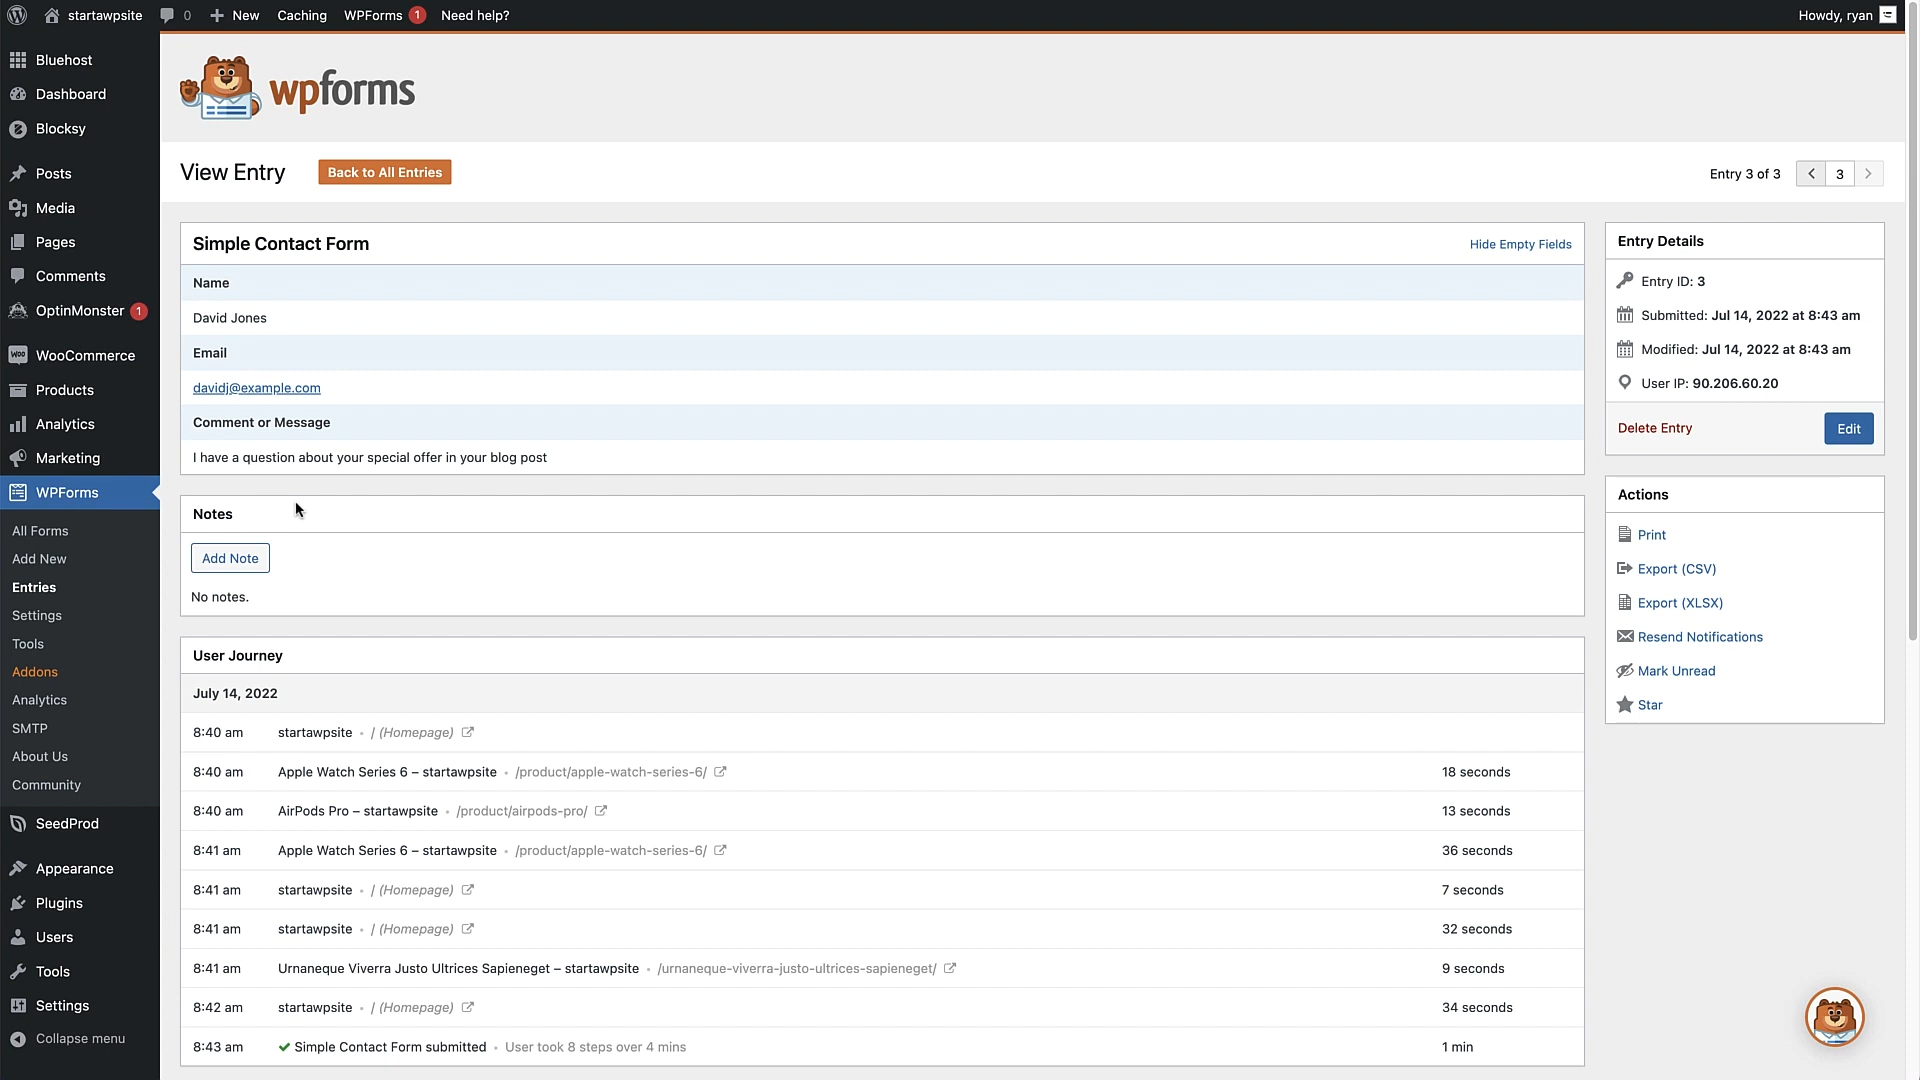 startawpsite 0 New Caching WPForms 1 Need help? Howdy, ryan
Bluehost
Dashboard
Blocksy
Posts
Media
Pages
Comments
OptinMonster 1
WooCommerce
Products
Analytics
Marketing
WPForms
All Forms
Add New
Entries
Settings
Tools
Addons
Analytics
SMTP
About Us
Community
SeedProd
Appearance
Plugins
Users
Tools
Settings
Collapse menu
wpforms
View Entry Back to All Entries Entry 3 of 3 3
Simple Contact Form Hide Empty Fields
Name
David Jones
Email
davidj@example.com
Comment or Message
I have a question about your special offer in your blog post
Notes
Add Note
No notes.
User Journey
July 14, 2022
8:40 am startawpsite • / (Homepage)
8:40 am Apple Watch Series 6 – startawpsite • /product/apple-watch-series-6/ 18 seconds
8:40 am AirPods Pro – startawpsite • /product/airpods-pro/ 13 seconds
8:41 am Apple Watch Series 6 – startawpsite • /product/apple-watch-series-6/ 36 seconds
8:41 am startawpsite • / (Homepage) 7 seconds
8:41 am startawpsite • / (Homepage) 32 seconds
8:41 am Urnaneque Viverra Justo Ultrices Sapieneget – startawpsite • /urnaneque-viverra-justo-ultrices-sapieneget/ 9 seconds
8:42 am startawpsite • / (Homepage) 34 seconds
8:43 am Simple Contact Form submitted • User took 8 steps over 4 mins 1 min
Entry Details
Entry ID: 3
Submitted: Jul 14, 2022 at 8:43 am
Modified: Jul 14, 2022 at 8:43 am
User IP: 90.206.60.20
Delete Entry Edit
Actions
Print
Export (CSV)
Export (XLSX)
Resend Notifications
Mark Unread
Star